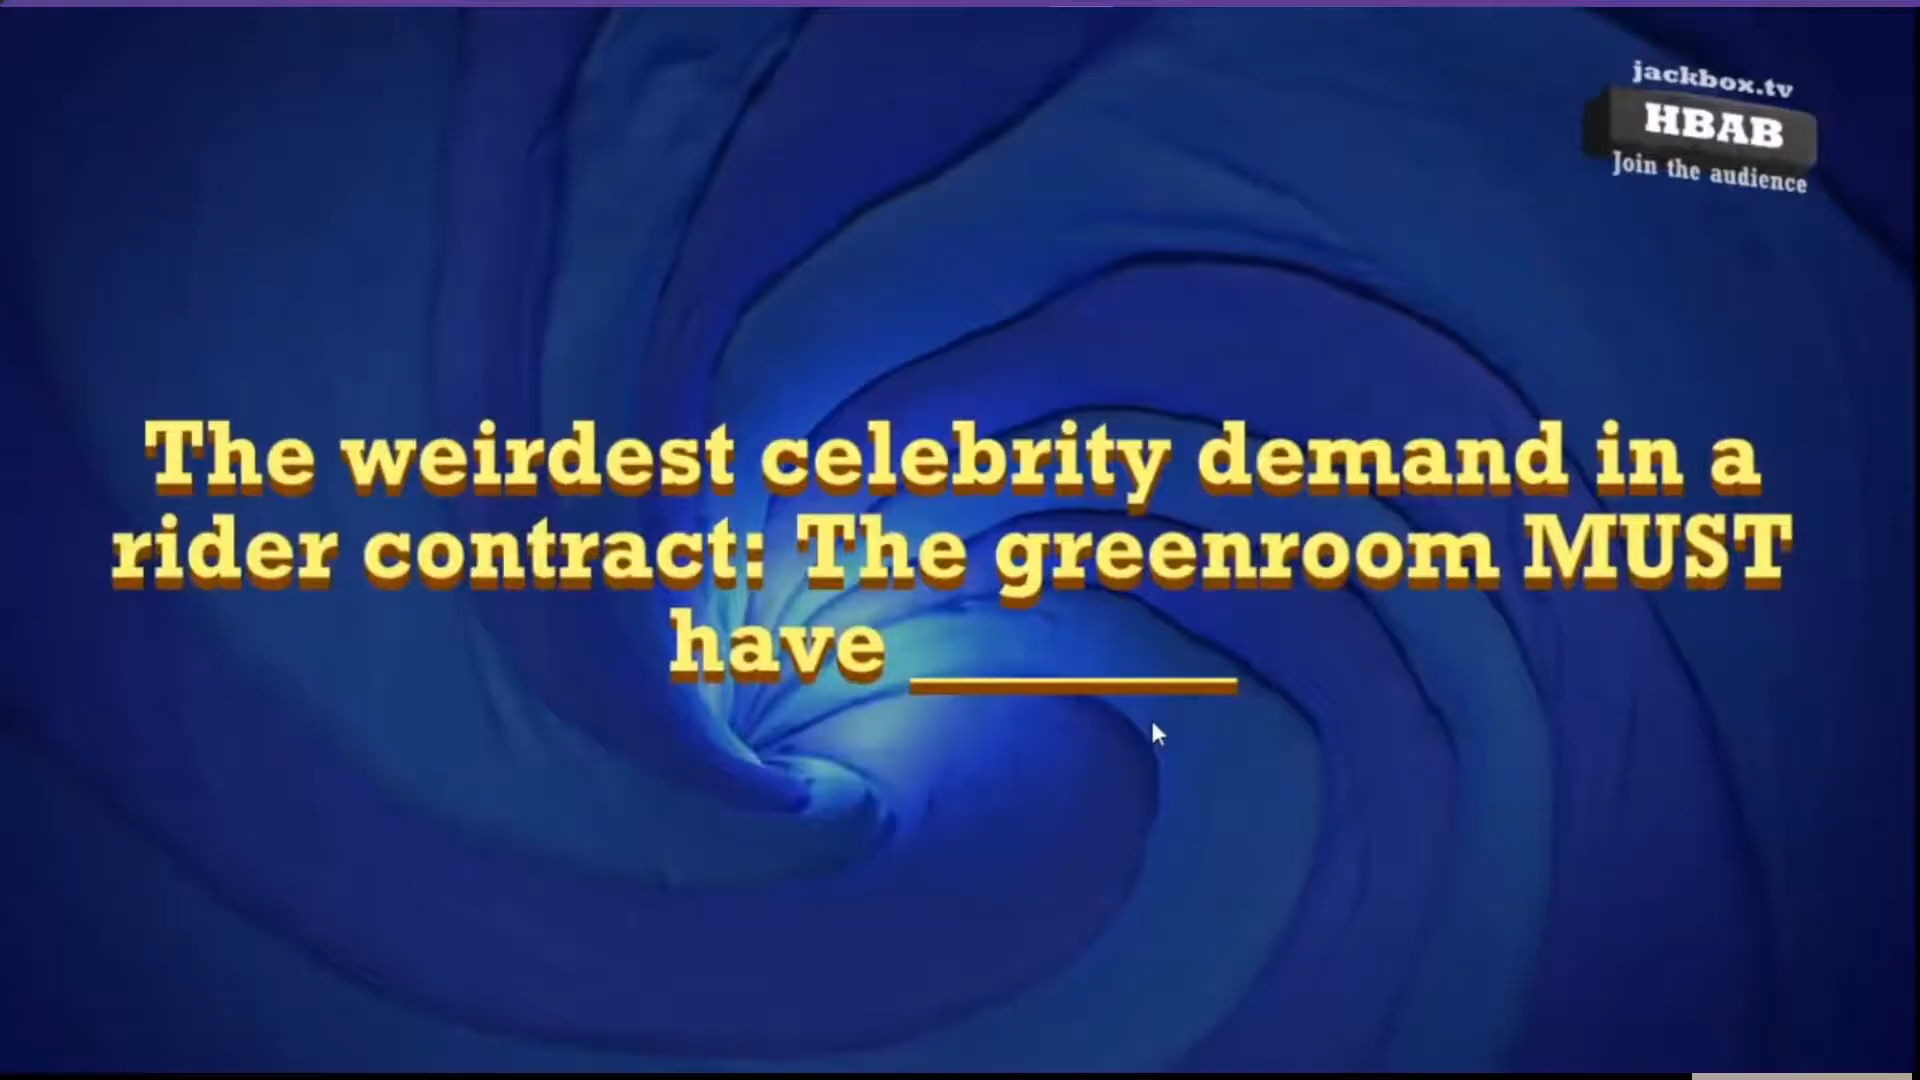 jackbox.tv
HBAB
Join the audience
The weirdest celebrity demand in a
rider contract: The greenroom MUST
have ________